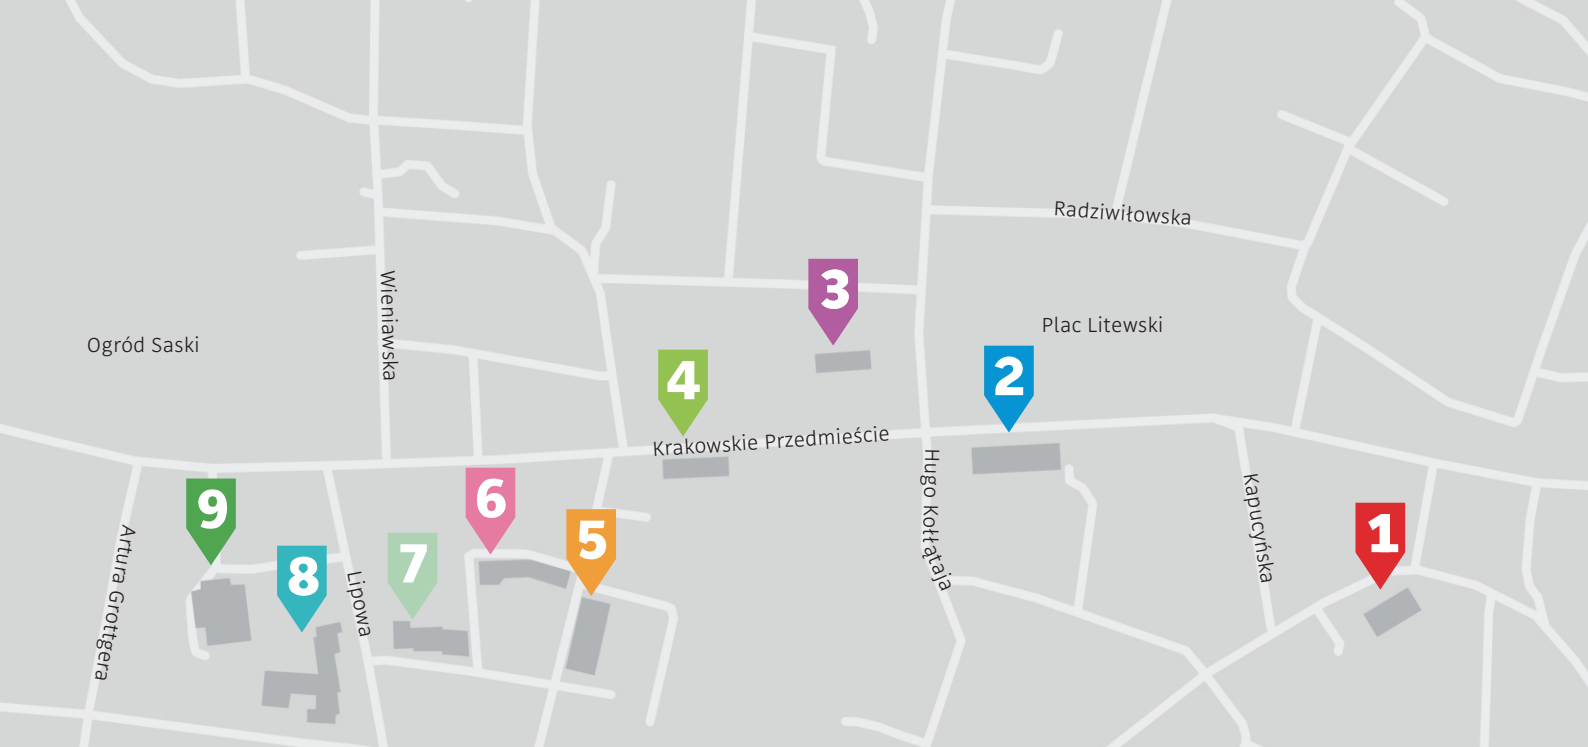 Radziwiłłowska
3
Wieniawska
Plac Litewski
Ogród Saski
4
2
Krakowskie Przedmieście
Hugo Kołłątaja
6
9
Kapucyńska
1
5
7
8
Artura Grottgera
Lipowa